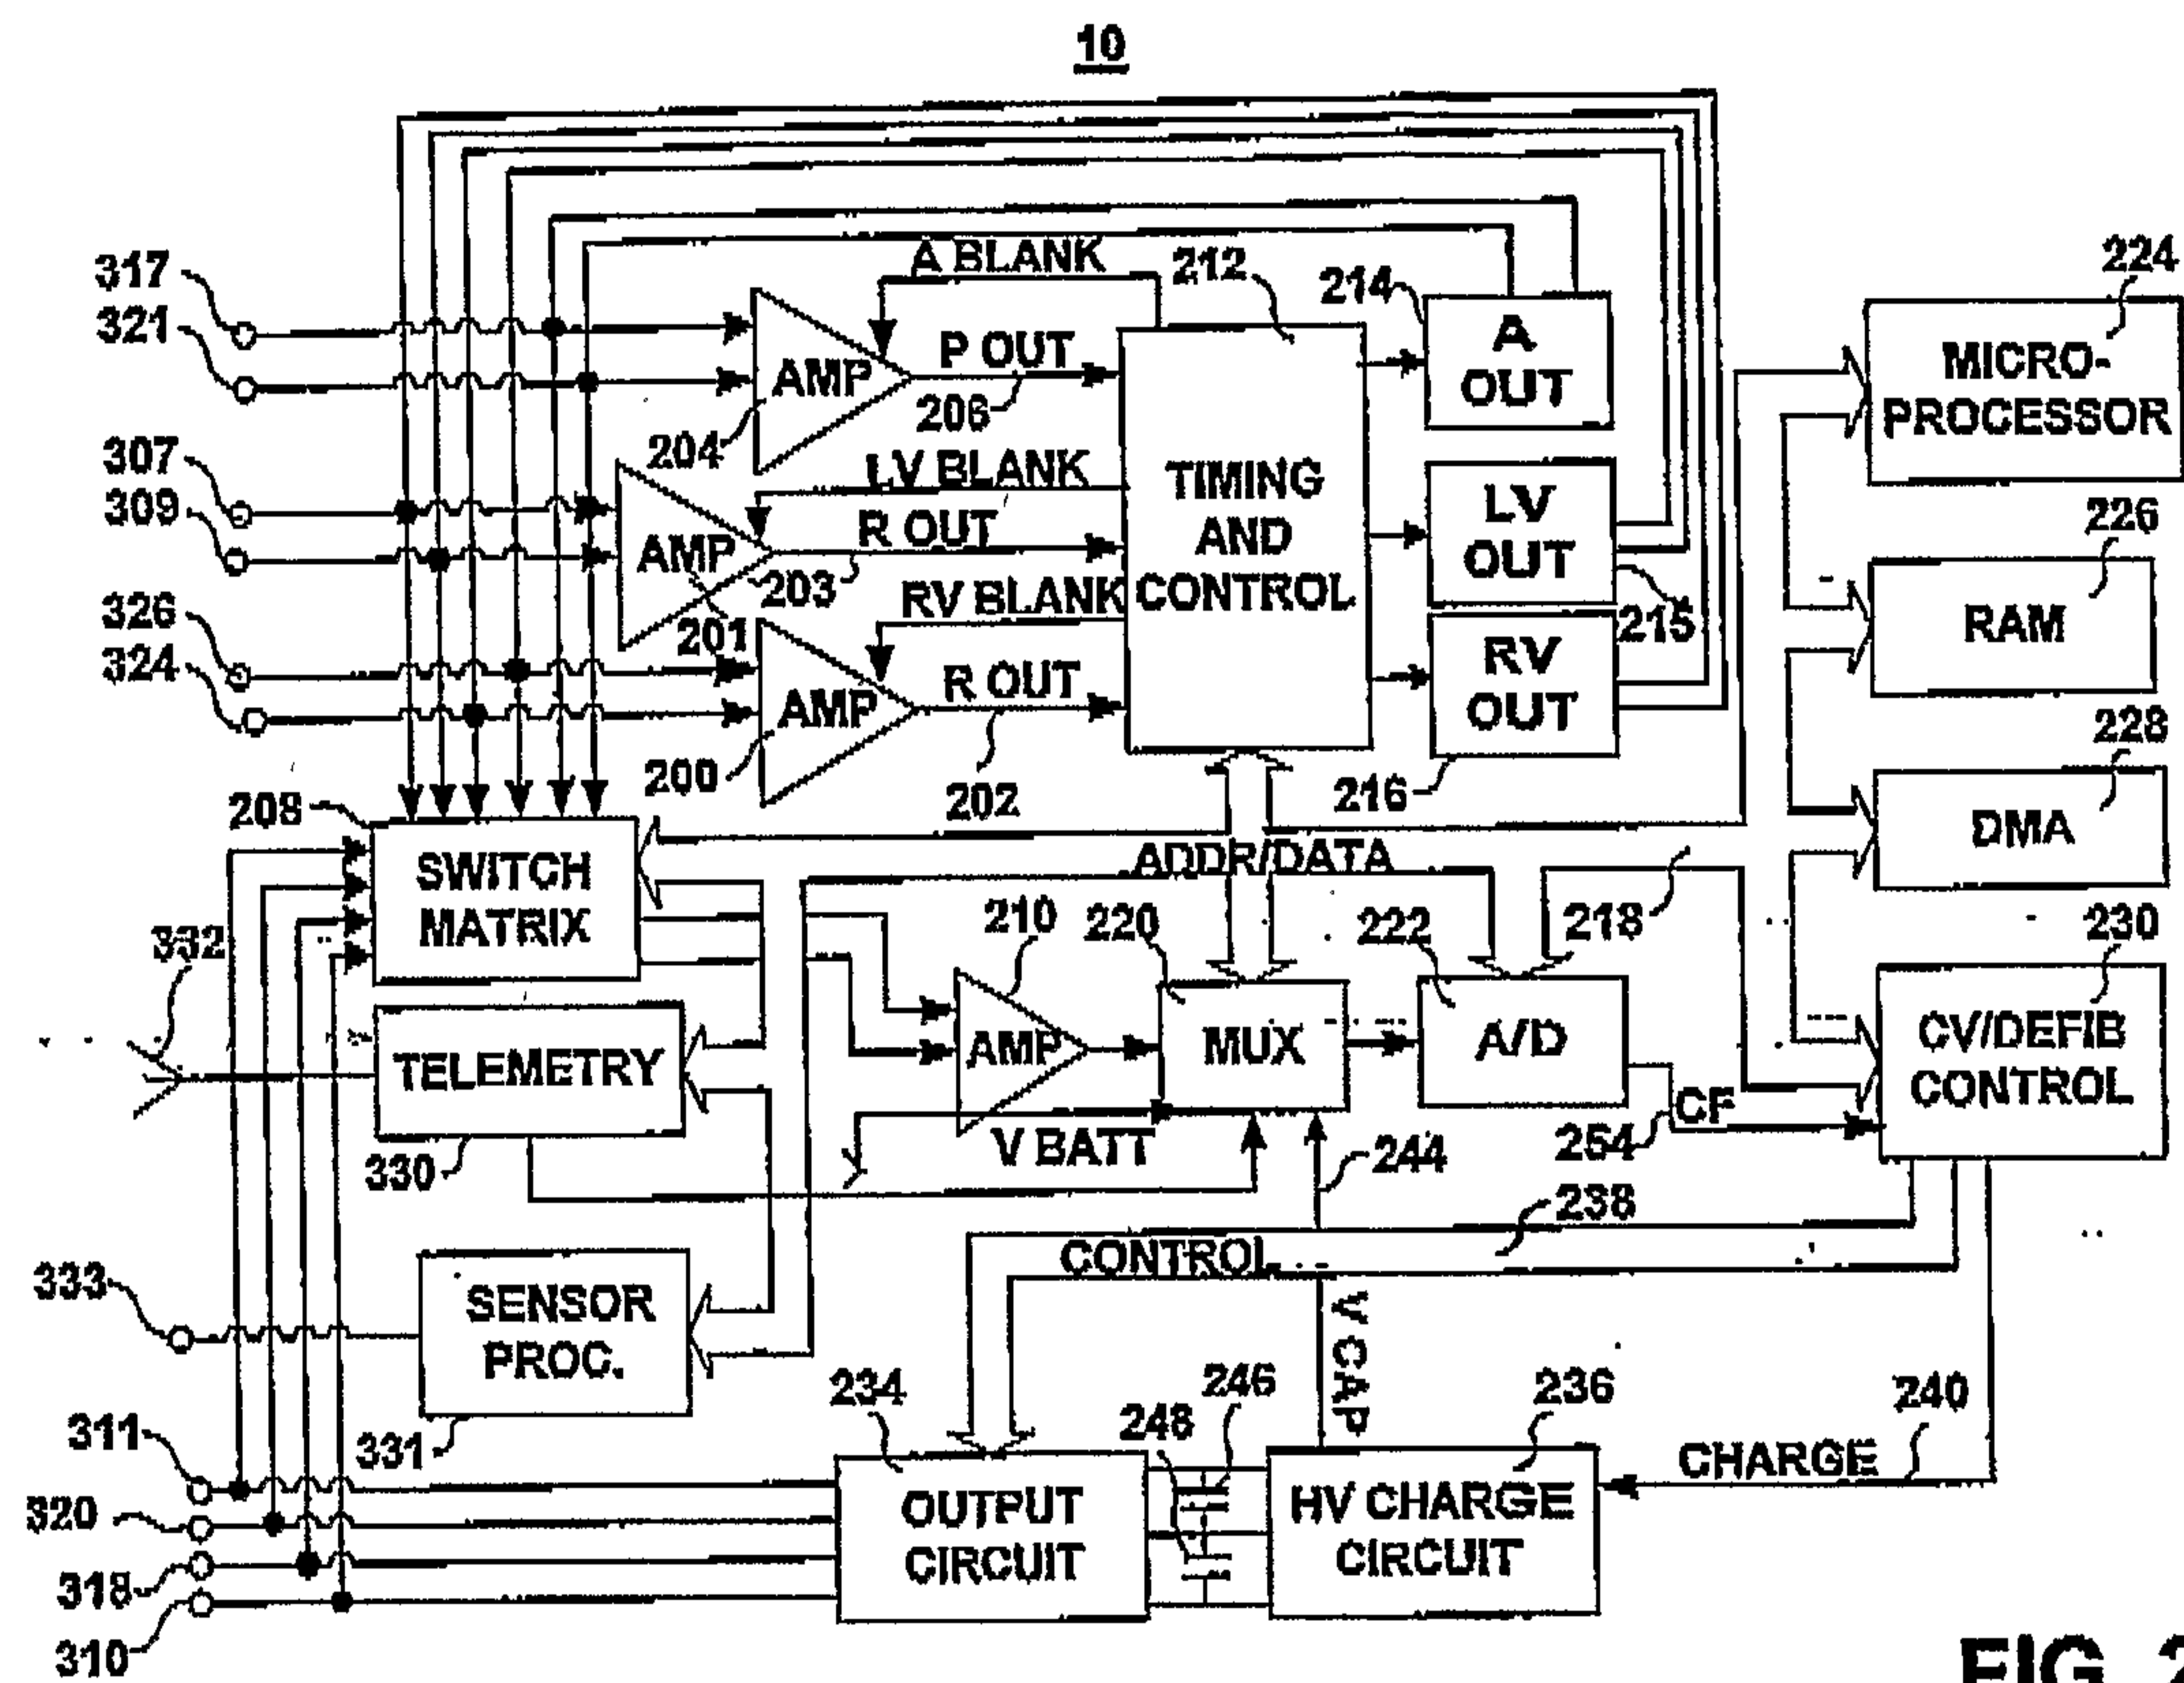 10
317
321
307
309
326
324
A BLANK
212
214
224
A
OUT
MICRO-
PROCESSOR
AMP
P OUT
206
204
LV BLANK
TIMING
AND
CONTROL
LV
OUT
226
AMP
R OUT
203
RV BLANK
215
RAM
201
RV
OUT
AMP
R OUT
228
200
202
216
208
DMA
SWITCH
MATRIX
ADDR/DATA
210
220
222
218
230
332
AMP
MUX
A/D
CV/DEFIB
CONTROL
TELEMETRY
CF
V BATT
244
254
330
238
CONTROL
333
SENSOR
PROC.
V CAP
234
246
236
240
248
331
311
CHARGE
320
OUTPUT
CIRCUIT
HV CHARGE
CIRCUIT
318
310
FIG.